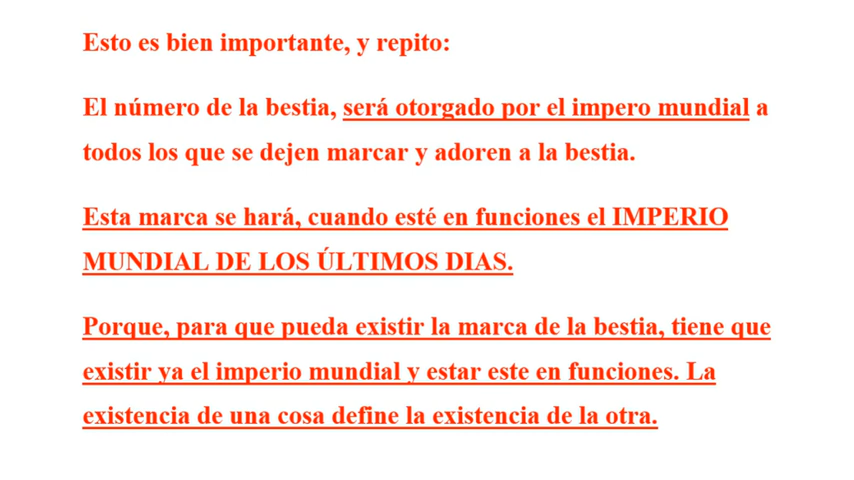 Esto es bien importante, y repito:
El número de la bestia, será otorgado por el impero mundial a
todos los que se dejen marcar y adoren a la bestia.
Esta marca se hará, cuando esté en funciones el IMPERIO
MUNDIAL DE LOS ÚLTIMOS DIAS.
Porque, para que pueda existir la marca de la bestia, tiene que
existir ya el imperio mundial y estar este en funciones. La
existencia de una cosa define la existencia de la otra.